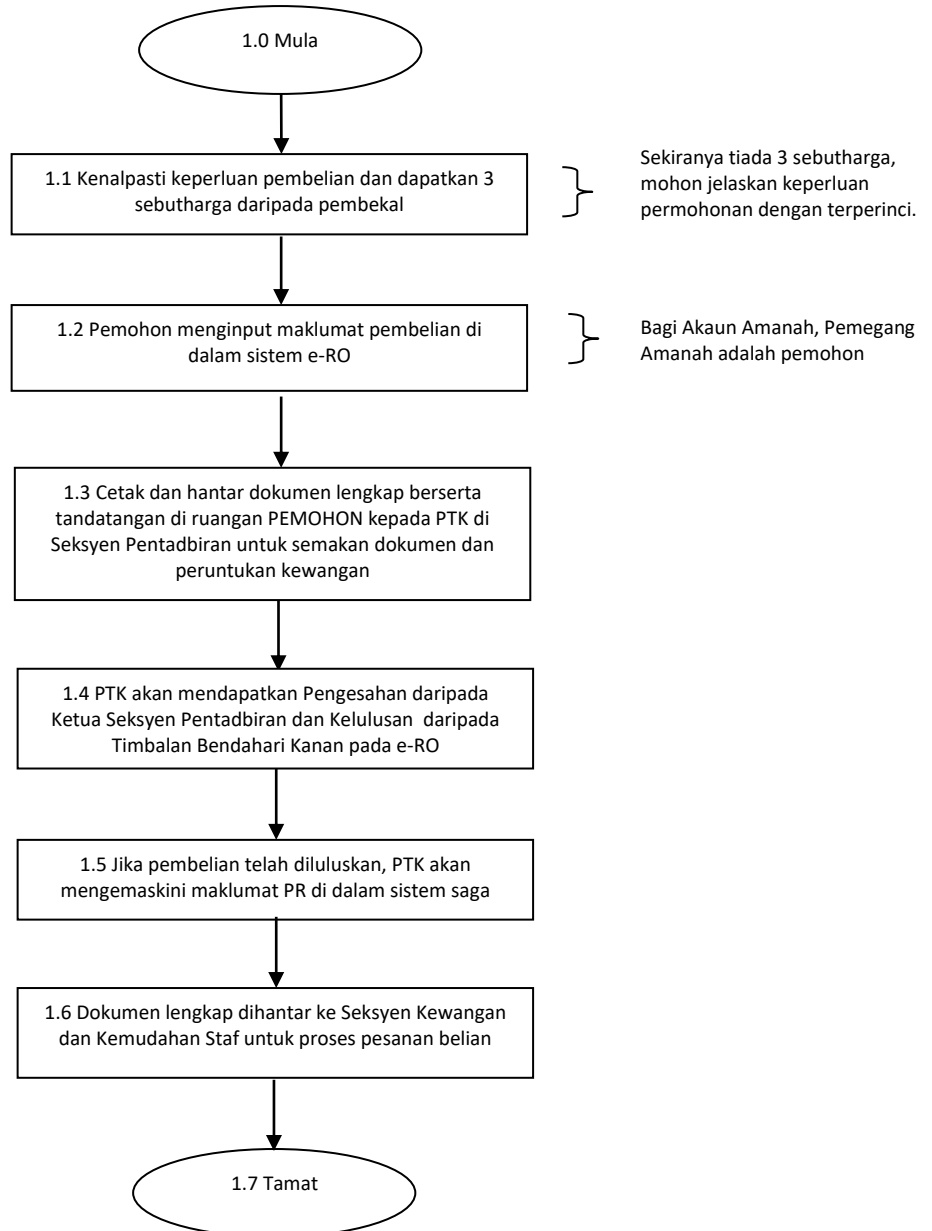 1.0 Mula
1.1 Kenalpasti keperluan pembelian dan dapatkan 3
sebutharga daripada pembekal
Sekiranya tiada 3 sebutharga,
mohon jelaskan keperluan
permohonan dengan terperinci.
1.2 Pemohon menginput maklumat pembelian di
dalam sistem e-RO
Bagi Akaun Amanah, Pemegang
Amanah adalah pemohon
1.3 Cetak dan hantar dokumen lengkap berserta
tandatangan di ruangan PEMOHON kepada PTK di
Seksyen Pentadbiran untuk semakan dokumen dan
peruntukan kewangan
1.4 PTK akan mendapatkan Pengesahan daripada
Ketua Seksyen Pentadbiran dan Kelulusan daripada
Timbalan Bendahari Kanan pada e-RO
1.5 Jika pembelian telah diluluskan, PTK akan
mengemaskini maklumat PR di dalam sistem saga
1.6 Dokumen lengkap dihantar ke Seksyen Kewangan
dan Kemudahan Staf untuk proses pesanan belian
1.7 Tamat